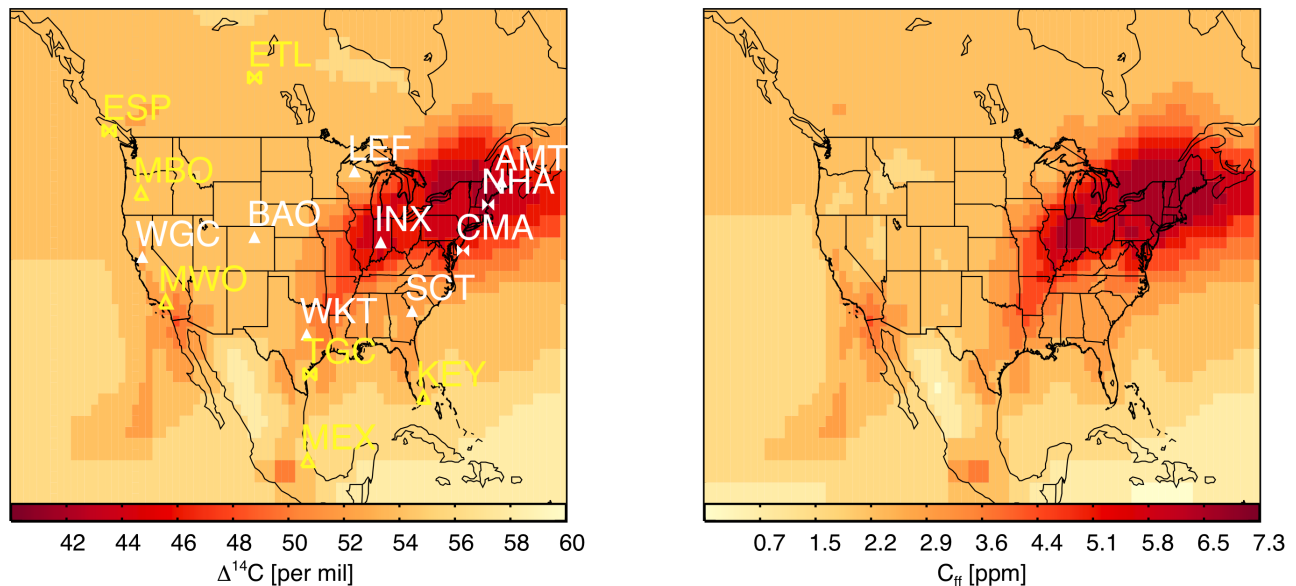 ETL
ESP
LEF
MBO
AMT
NHA
BAO
INX
CMA
WGC
MWO
WKT
SCT
TGC
KEY
MEX
42 44 46 48 50 52 54 56 58 60
Δ¹⁴C [per mil]
0.7 1.5 2.2 2.9 3.6 4.4 5.1 5.8 6.5 7.3
Cff [ppm]